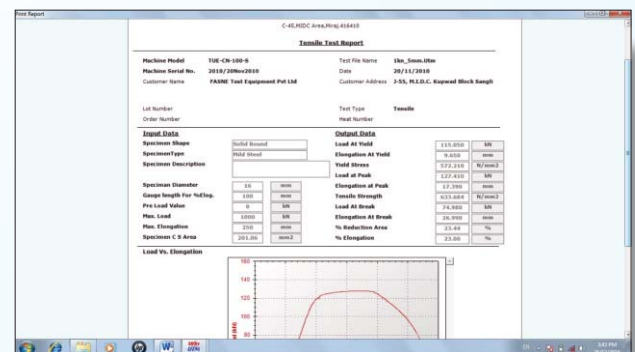 Print Report
C-45,MIDC Area,Miraj.416410
Tensile Test Report
Machine Model TUE-CN-100-S Test File Name 1kn_5mm.Utm
Machine Serial No. 2010/20Nov2010 Date 20/11/2010
Customer Name FASNE Test Equipment Pvt Ltd Customer Address J-55, M.I.D.C. Kupwad Block Sangli
Lot Number Test Type Tensile
Order Number Heat Number
Input Data Output Data
Specimen Shape Solid Round Load At Yield 115.050 kN
SpecimenType Mild Steel Elongation At Yield 9.650 mm
Specimen Description Yield Stress 572.210 N/mm2
Load at Peak 127.410 kN
Specimen Diameter 16 mm Elongation at Peak 17.390 mm
Gauge length For %Elog. 100 mm Tensile Strength 633.684 N/mm2
Pre Load Value 0 kN Load At Break 74.980 kN
Max. Load 1000 kN Elongation At Break 26.990 mm
Max. Elongation 250 mm % Reduction Area 23.44 %
Specimen C S Area 201.06 mm2 % Elongation 23.00 %
Load Vs. Elongation
160
140
120
100
80
EN
3:41 PM